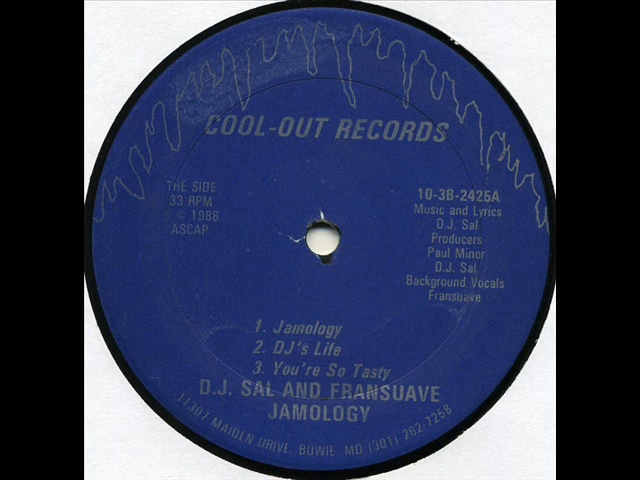 COOL-OUT RECORDS
THE SIDE
33 RPM
℗ © 1988
ASCAP
10-3B-2425A
Music and Lyrics
D.J. Sal
Producers
Paul Minor
D.J. Sal
Background Vocals
Fransuave
1. Jamology
2. DJ's Life
3. You're So Tasty
D.J. SAL AND FRANSUAVE
JAMOLOGY
11307 MAIDEN DRIVE, BOWIE, MD (301) 262-7258